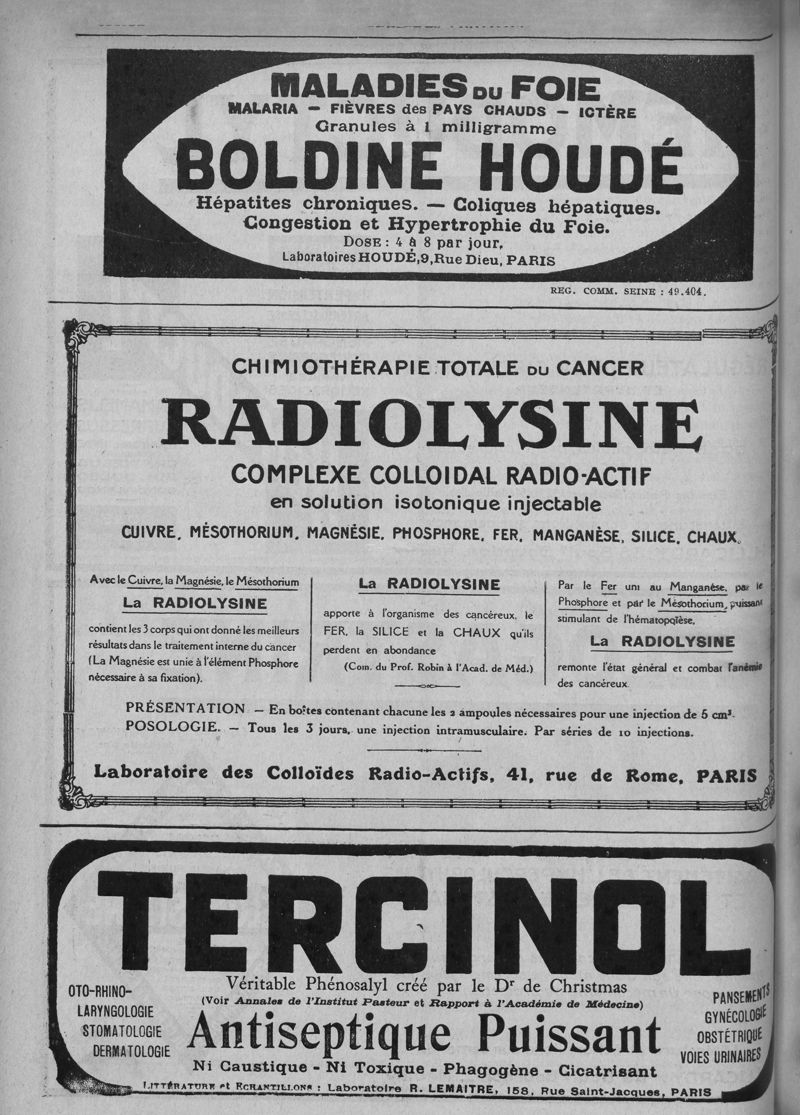 MALADIES DU FOIE
MALARIA – FIÈVRES des PAYS CHAUDS – ICTÈRE
Granules à 1 milligramme
BOLDINE HOUDÉ
Hépatites chroniques. — Coliques hépatiques.
Congestion et Hypertrophie du Foie.
DOSE : 4 à 8 par jour,
Laboratoires HOUDÉ, 9, Rue Dieu, PARIS
REG. COMM. SEINE : 49.404.
CHIMIOTHÉRAPIE TOTALE DU CANCER
RADIOLYSINE
COMPLEXE COLLOIDAL RADIO-ACTIF
en solution isotonique injectable
CUIVRE, MÉSOTHORIUM, MAGNÉSIE, PHOSPHORE, FER, MANGANÈSE, SILICE, CHAUX.
Avec le Cuivre, la Magnésie, le Mésothorium
La RADIOLYSINE
contient les 3 corps qui ont donné les meilleurs
résultats dans le traitement interne du cancer
(La Magnésie est unie à l'élément Phosphore
nécessaire à sa fixation).
La RADIOLYSINE
apporte à l'organisme des cancéreux, le
FER, la SILICE et la CHAUX qu'ils
perdent en abondance
(Com. du Prof. Robin à l'Acad. de Méd.)
Par le Fer uni au Manganèse, par le
Phosphore et par le Mésothorium, puissant
stimulant de l'hématopoïèse,
La RADIOLYSINE
remonte l'état général et combat l'anémie
des cancéreux
PRÉSENTATION — En boîtes contenant chacune les 2 ampoules nécessaires pour une injection de 5 cm³.
POSOLOGIE. — Tous les 3 jours, une injection intramusculaire. Par séries de 10 injections.
Laboratoire des Colloïdes Radio-Actifs, 41, rue de Rome, PARIS
TERCINOL
Véritable Phénosalyl créé par le Dr de Christmas
(Voir Annales de l'Institut Pasteur et Rapport à l'Académie de Médecine)
OTO-RHINO-
LARYNGOLOGIE
STOMATOLOGIE
DERMATOLOGIE
Antiseptique Puissant
PANSEMENTS
GYNÉCOLOGIE
OBSTÉTRIQUE
VOIES URINAIRES
Ni Caustique - Ni Toxique - Phagogène - Cicatrisant
LITTÉRATURE et ECHANTILLONS : Laboratoire R. LEMAITRE, 158, Rue Saint-Jacques, PARIS